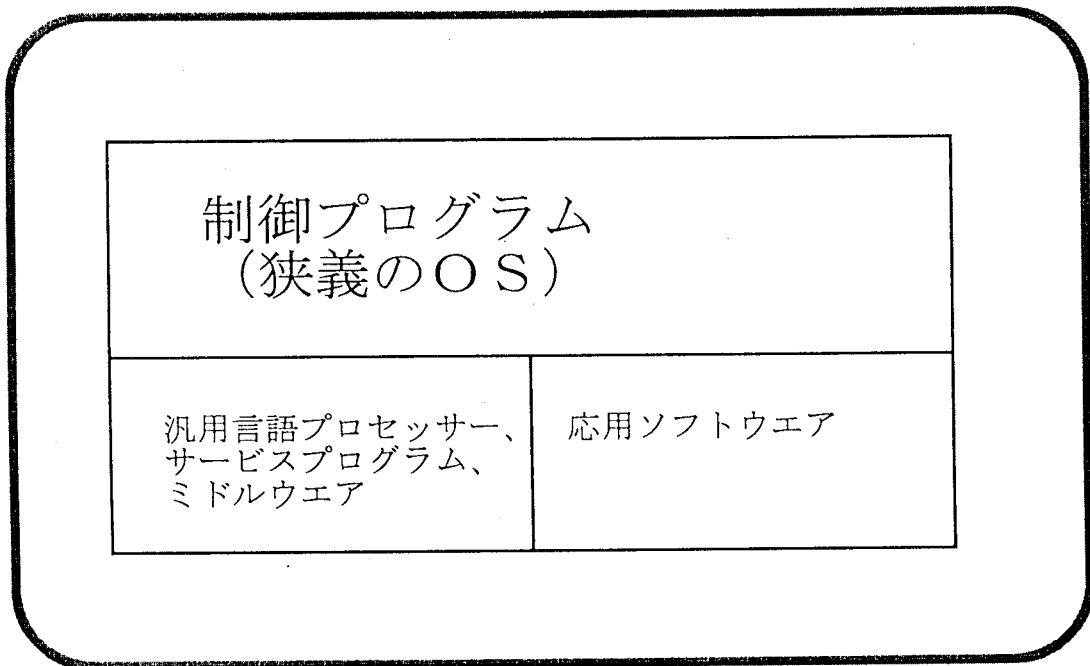 制御プログラム
（狭義のＯＳ）
汎用言語プロセッサー、
サービスプログラム、
ミドルウエア
応用ソフトウエア